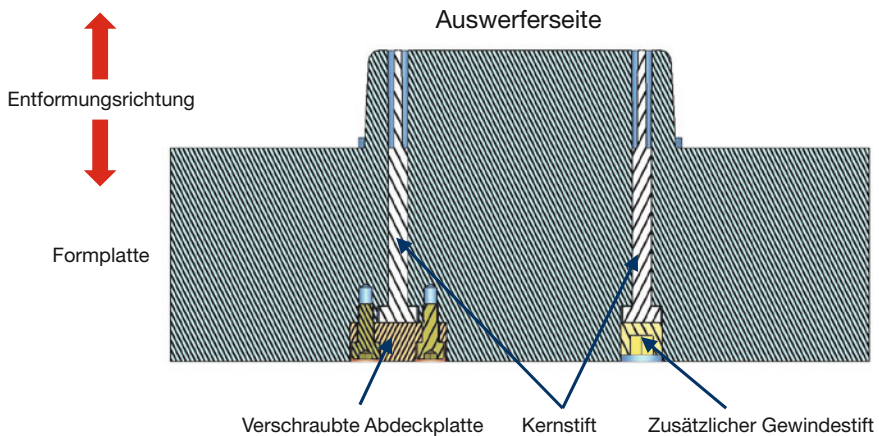 Auswerferseite
Entformungsrichtung
Formplatte
Verschraubte Abdeckplatte
Kernstift
Zusätzlicher Gewindestift